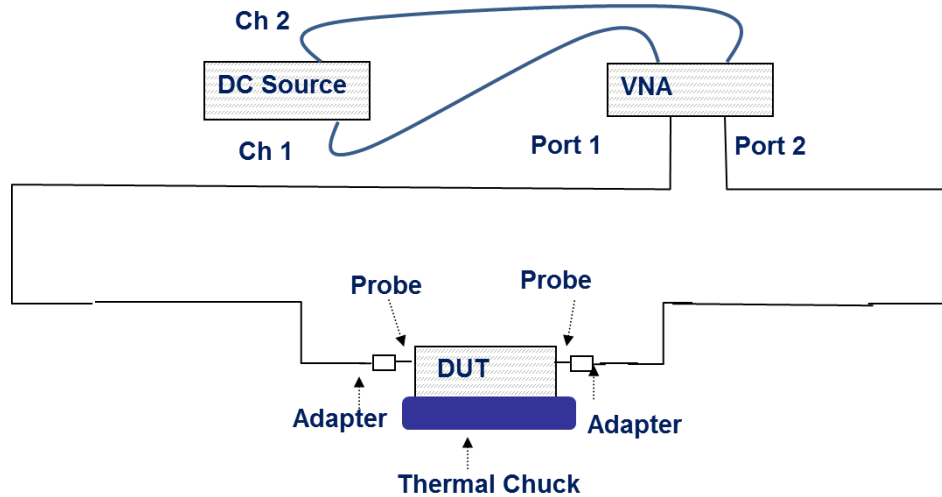 Ch 2
DC Source
VNA
Ch 1
Port 1
Port 2
Probe
Probe
DUT
Adapter
Adapter
Thermal Chuck